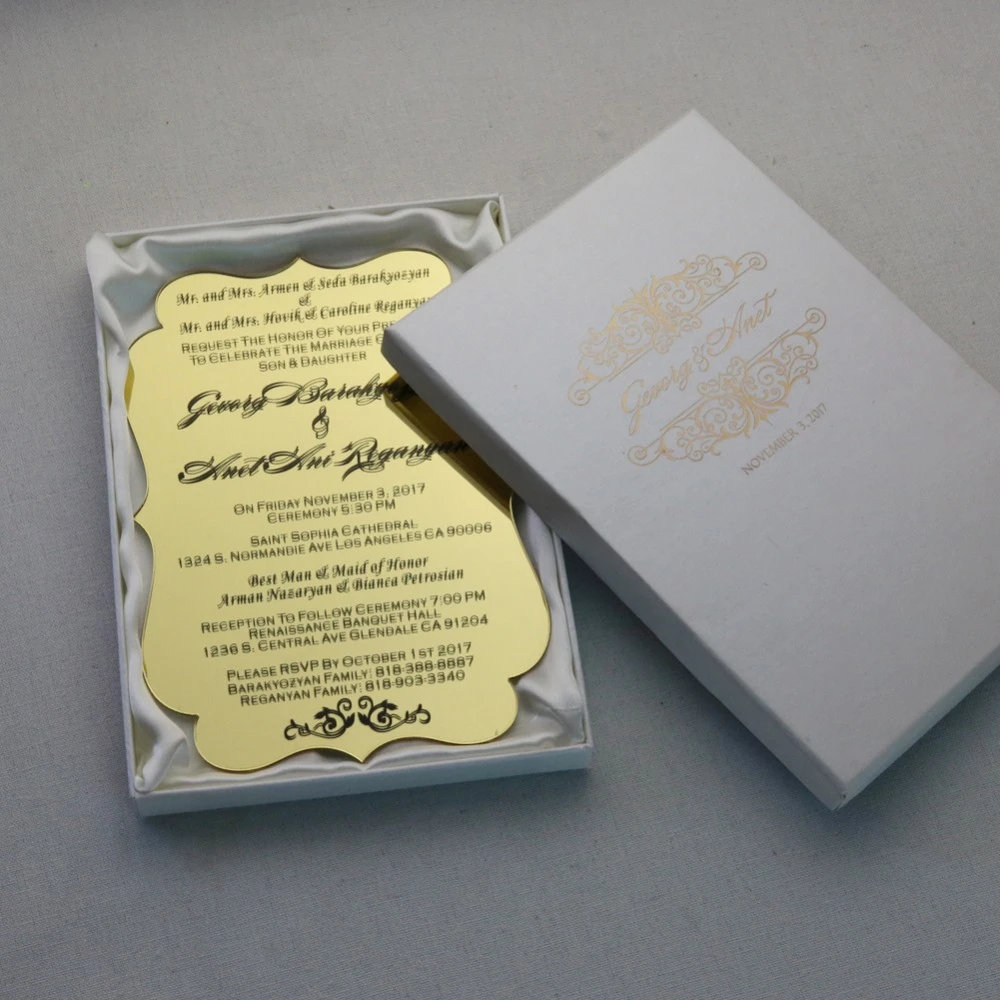 Mr. and Mrs. Armen & Seda Barakyozyan
&
Mr. and Mrs. Hovik & Caroline Reganyan
Request The Honor Of Your
To Celebrate The Marriage
Son & Daughter
Gevorg Barakyozyan
&
Anet Ani Reganyan
On Friday November 3, 2017
Ceremony 5:30 PM
Saint Sophia Cathedral
1324 S. Normandie Ave Los Angeles CA 90006
Best Man & Maid of Honor
Arman Nazaryan & Bianca Petrosian
Reception To Follow Ceremony 7:00 PM
Renaissance Banquet Hall
1236 S. Central Ave Glendale CA 91204
Please RSVP By October 1st 2017
Barakyozyan Family: 818-388-8887
Reganyan Family: 818-903-3340
Gevorg & Anet
NOVEMBER 3, 2017